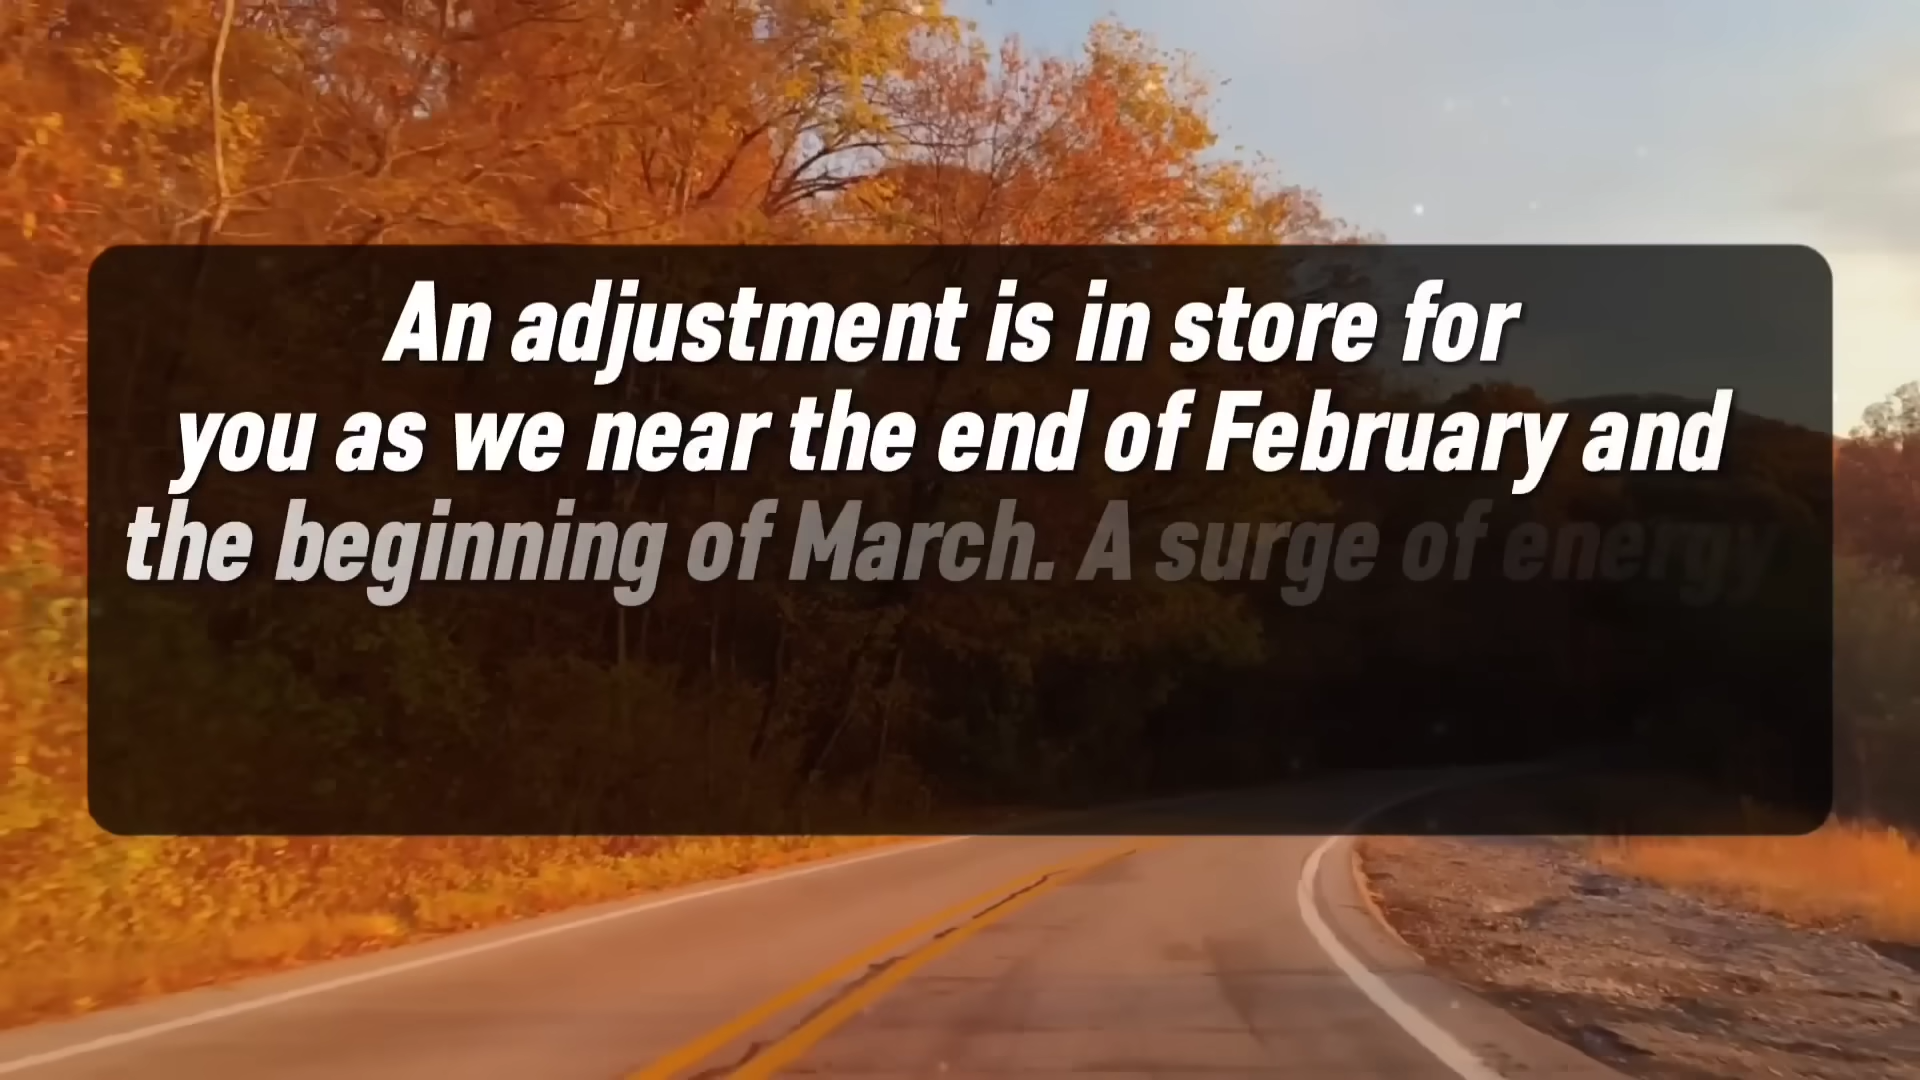 An adjustment is in store for
you as we near the end of February and
the beginning of March. A surge of energy